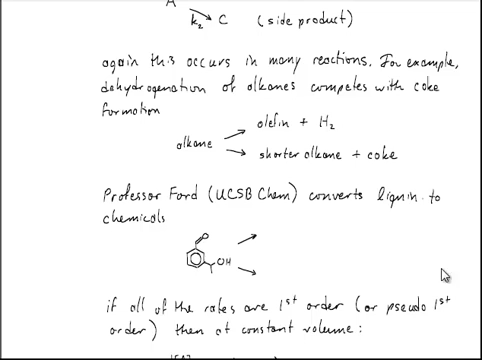 A
k₂ C (side product)
again this occurs in many reactions. For example,
dehydrogenation of alkanes competes with coke
formation
olefin + H₂
alkane
shorter alkane + coke
Professor Ford (UCSB Chem) converts lignin to
chemicals
O
OH
if all of the rates are 1st order (or pseudo 1st
order) then at constant volume: